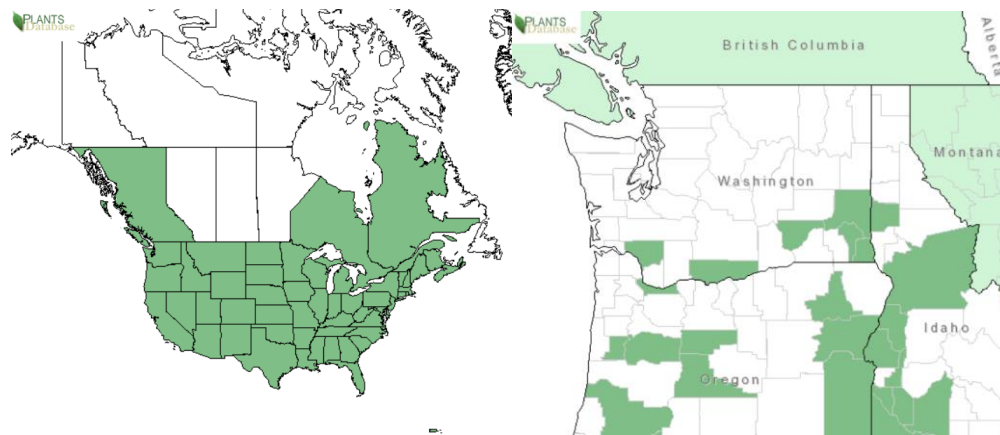 PLANTS
Database
PLANTS
Database
British Columbia
Alberta
Washington
Montana
Oregon
Idaho